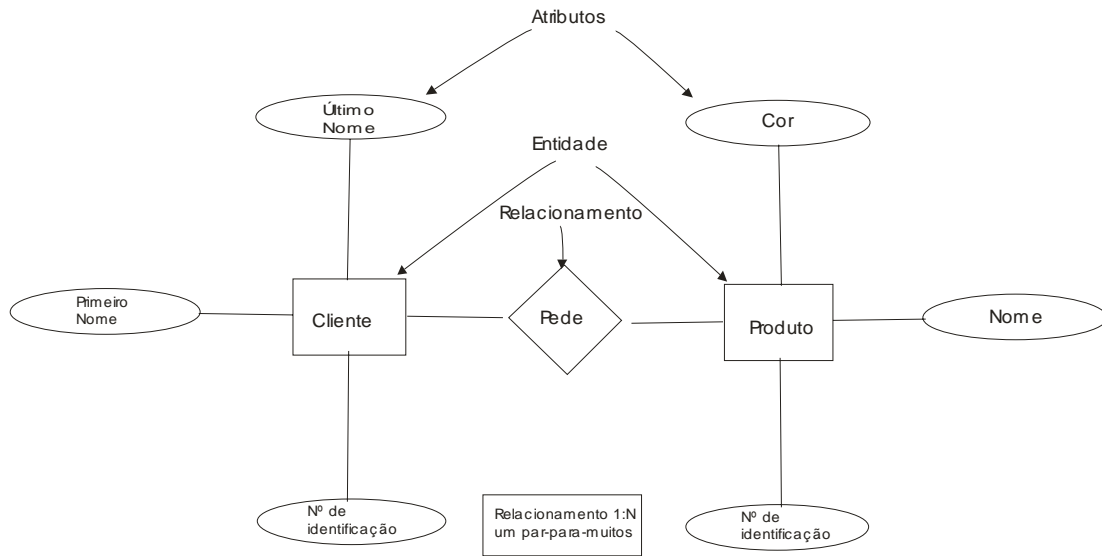 Atributos
Último
Nome
Cor
Entidade
Relacionamento
Primeiro
Nome
Cliente
Pede
Produto
Nome
Nº de
identificação
Relacionamento 1:N
um par-para-muitos
Nº de
identificação